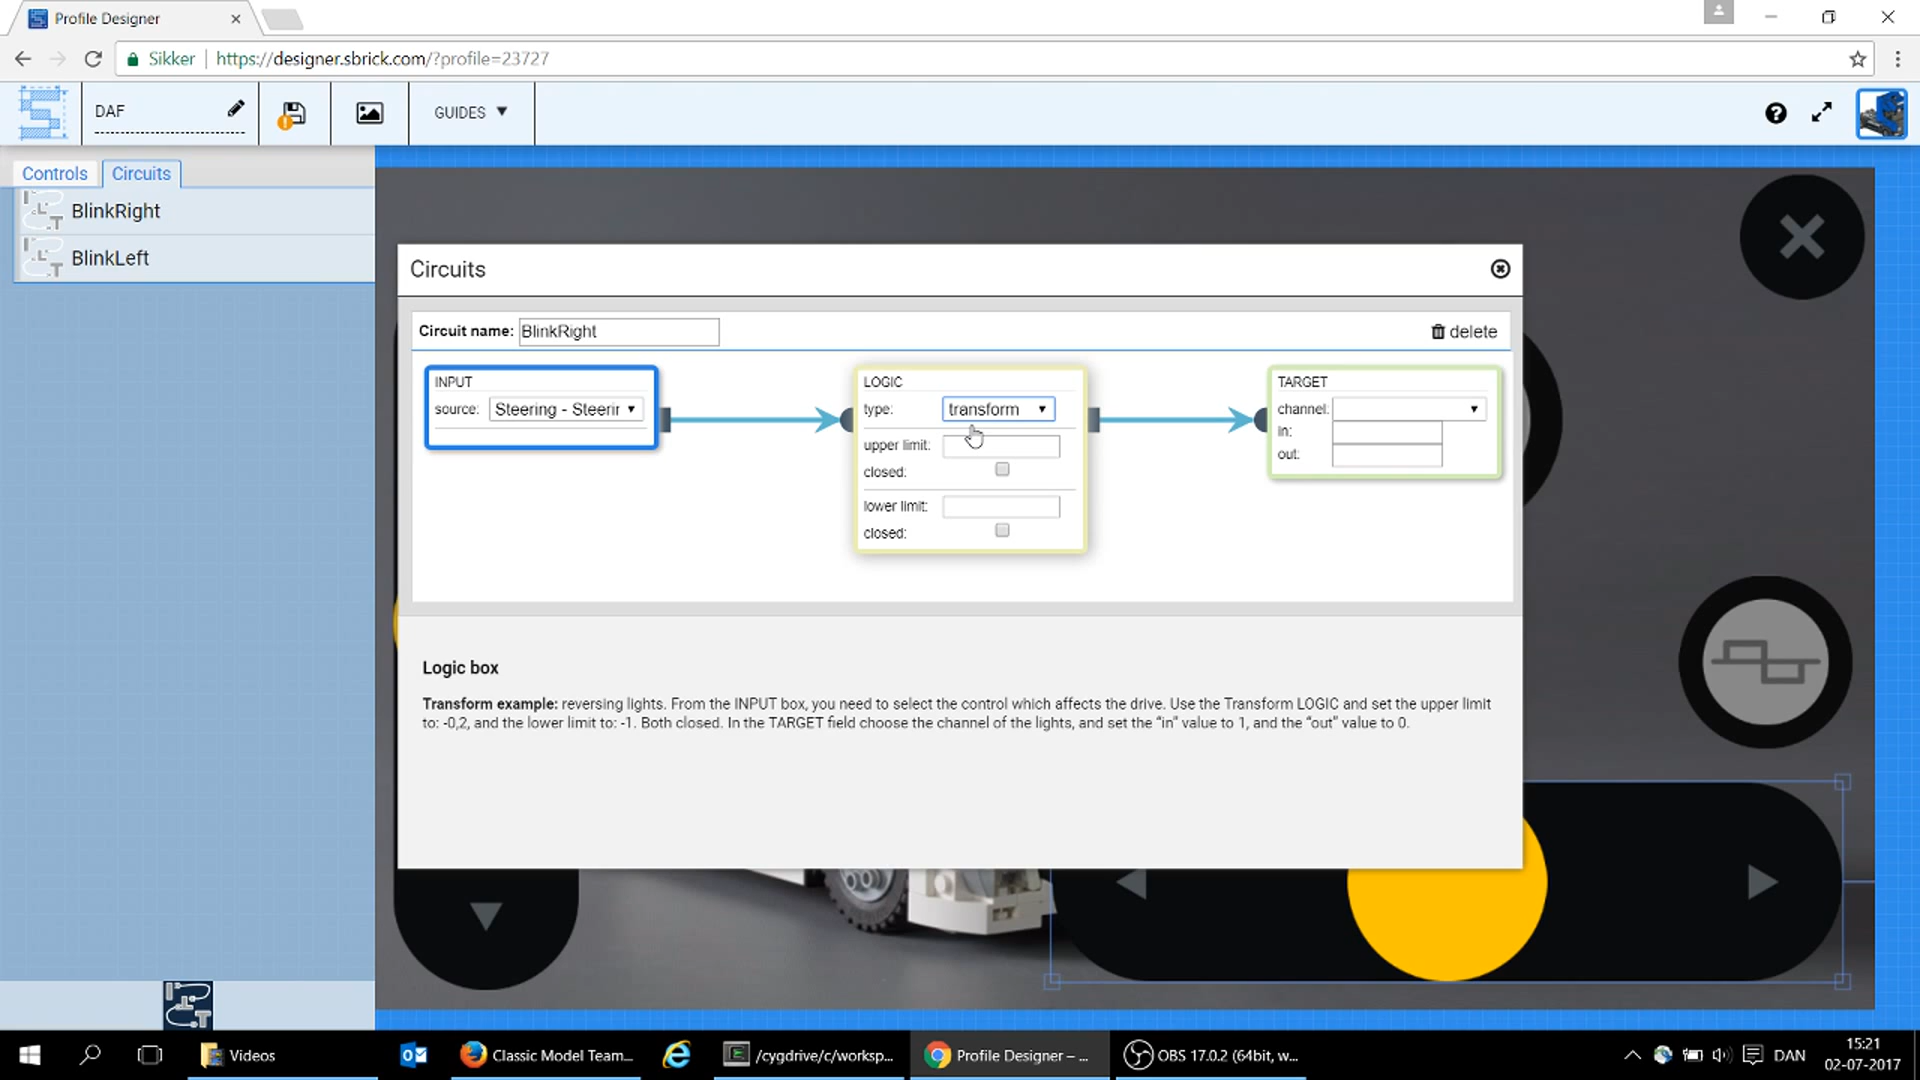 Profile Designer
Sikker
https://designer.sbrick.com/?profile=23727
DAF
GUIDES
Controls
Circuits
BlinkRight
BlinkLeft
Circuits
Circuit name:
BlinkRight
delete
INPUT
source:
Steering - Steerin
LOGIC
type:
transform
upper limit:
closed:
lower limit:
closed:
TARGET
channel:
in:
out:
Logic box
Transform example: reversing lights. From the INPUT box, you need to select the control which affects the drive. Use the Transform LOGIC and set the upper limit
to: -0,2, and the lower limit to: -1. Both closed. In the TARGET field choose the channel of the lights, and set the “in” value to 1, and the “out” value to 0.
Videos
Classic Model Team...
/cygdrive/c/worksp...
Profile Designer – ...
OBS 17.0.2 (64bit, w...
DAN
15:21
02-07-2017